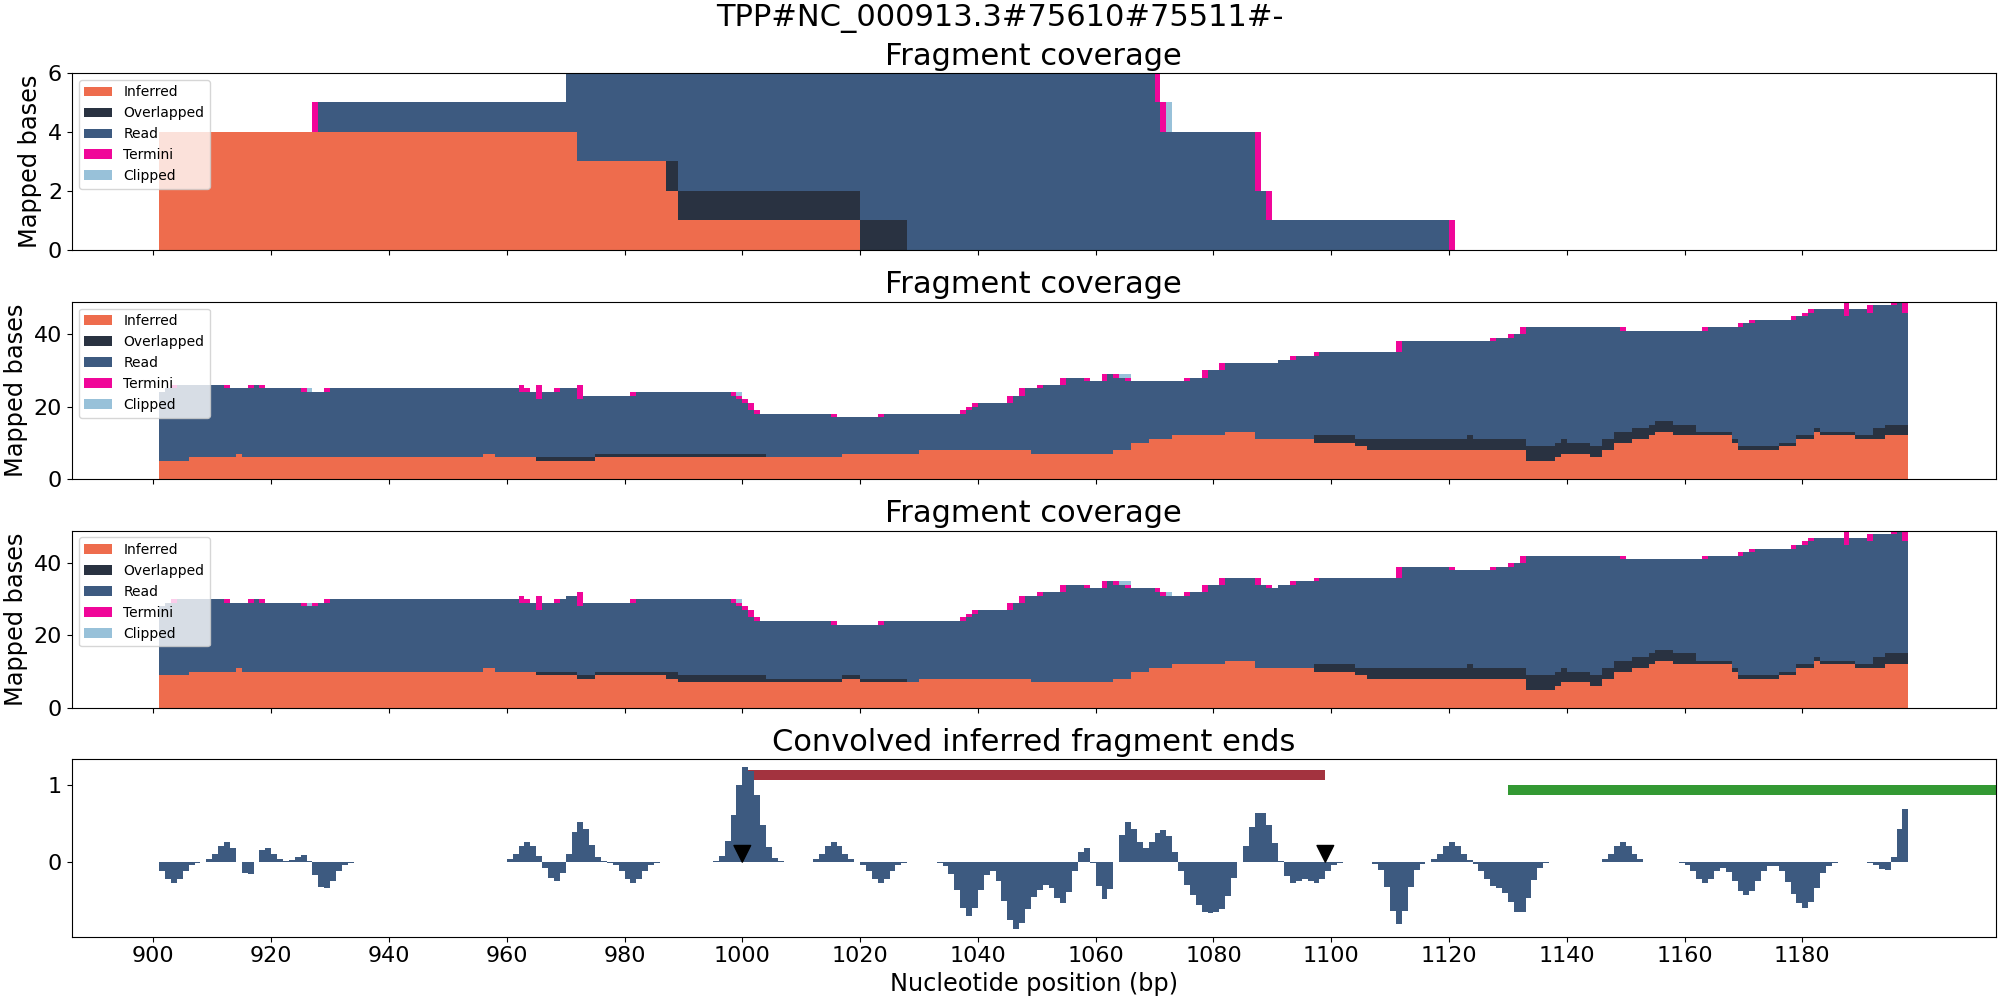 TPP#NC_000913.3#75610#75511#-
Fragment coverage
Mapped bases
6
4
2
0
Inferred
Overlapped
Read
Termini
Clipped
Fragment coverage
Mapped bases
40
20
0
Inferred
Overlapped
Read
Termini
Clipped
Fragment coverage
Mapped bases
40
20
0
Inferred
Overlapped
Read
Termini
Clipped
Convolved inferred fragment ends
1
0
900 920 940 960 980 1000 1020 1040 1060 1080 1100 1120 1140 1160 1180
Nucleotide position (bp)